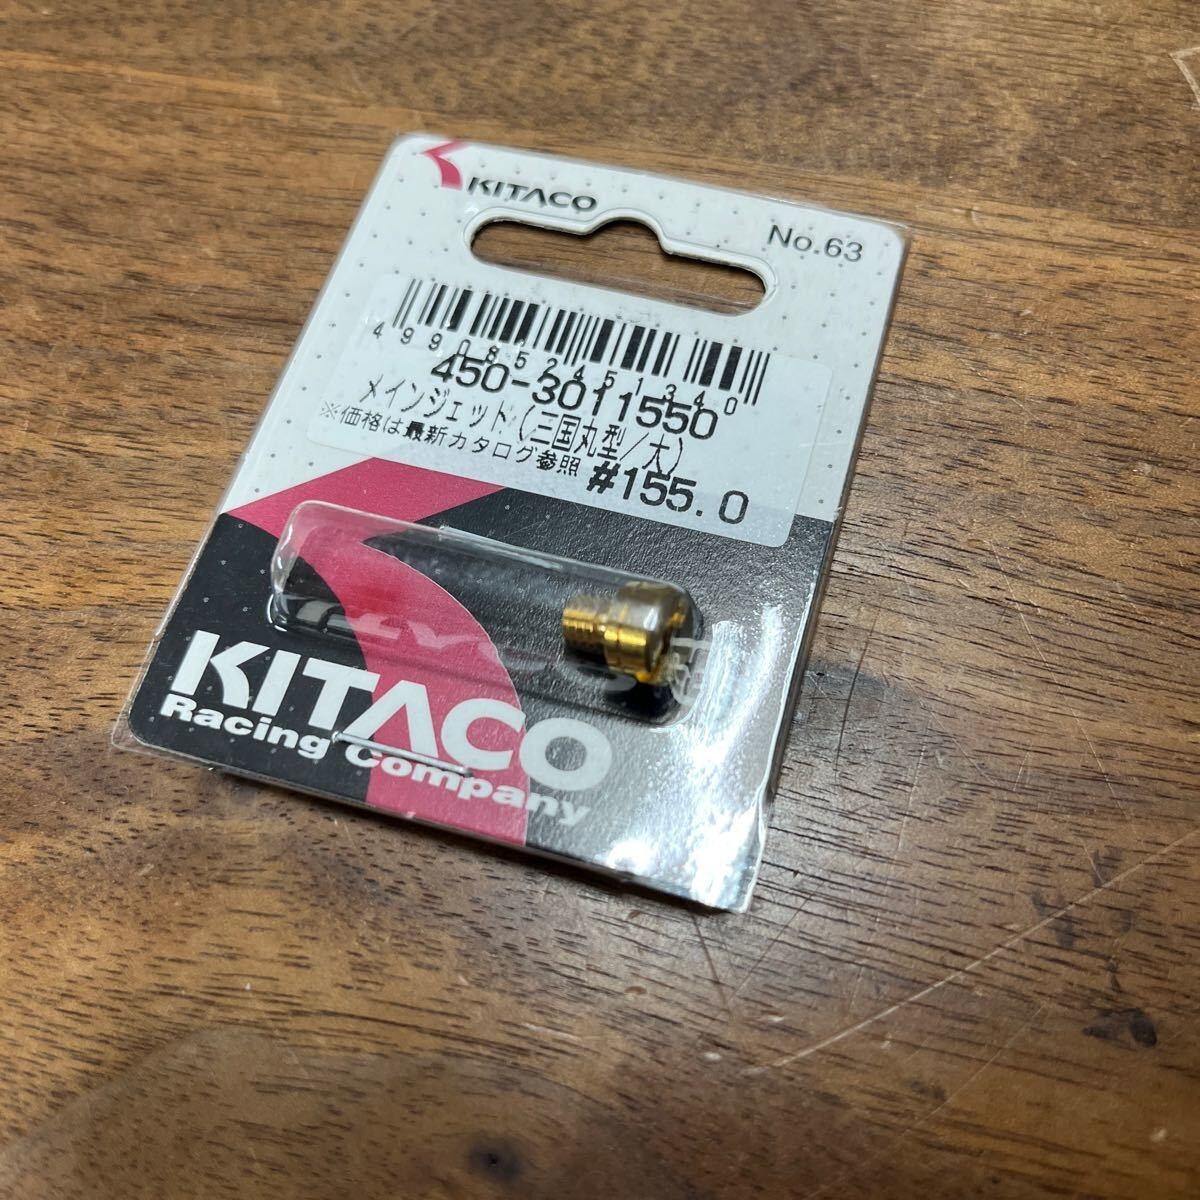 KITACO
No.63
4990852451340
450-3011550
メインジェット(三国丸型/大)
※価格は最新カタログ参照 #155.0
KITACO
Racing Company